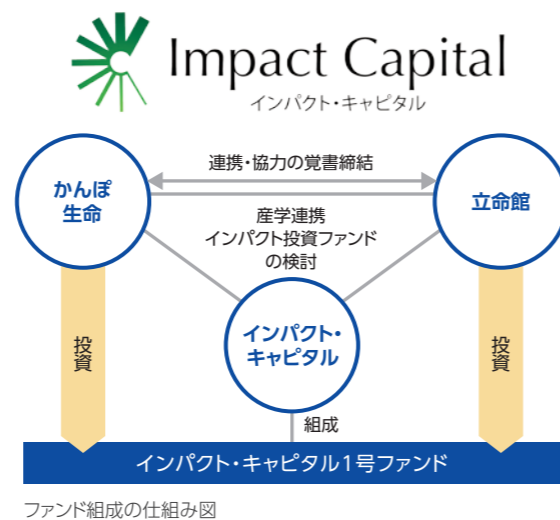 Impact Capital
インパクト・キャピタル
かんぽ
生命
連携・協力の覚書締結
立命館
産学連携
インパクト投資ファンド
の検討
インパクト・
キャピタル
投資
投資
組成
インパクト・キャピタル1号ファンド
ファンド組成の仕組み図